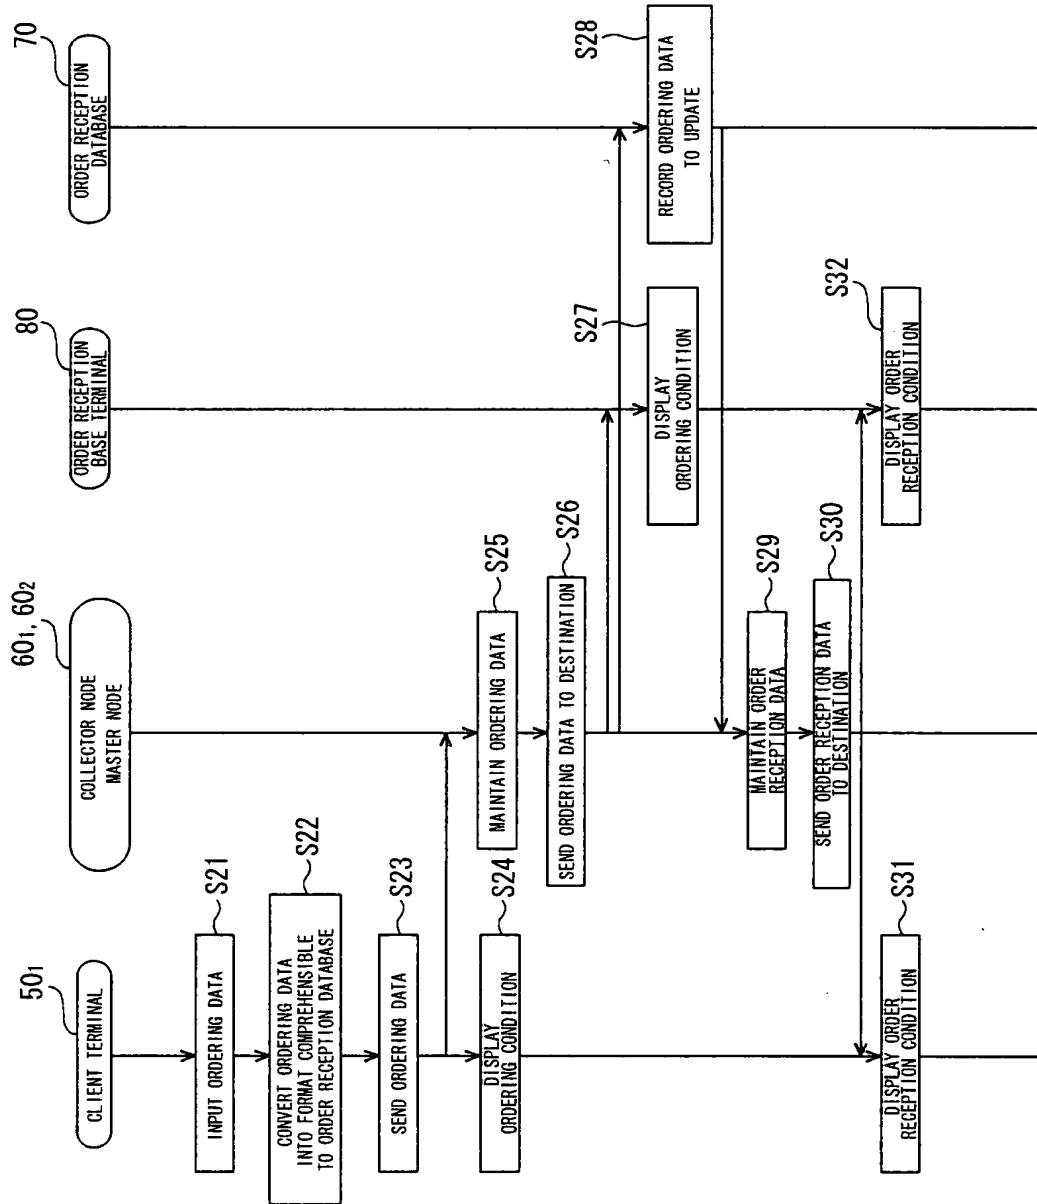 50₁
CLIENT TERMINAL
INPUT ORDERING DATA
S21
CONVERT ORDERING DATA
INTO FORMAT COMPREHENSIBLE
TO ORDER RECEPTION DATABASE
S22
SEND ORDERING DATA
S23
DISPLAY
ORDERING CONDITION
S24
DISPLAY ORDER
RECEPTION CONDITION
S31
60₁, 60₂
COLLECTOR NODE
MASTER NODE
MAINTAIN ORDERING DATA
S25
SEND ORDERING DATA TO DESTINATION
S26
MAINTAIN ORDER
RECEPTION DATA
S29
SEND ORDER RECEPTION DATA
TO DESTINATION
S30
80
ORDER RECEPTION
BASE TERMINAL
DISPLAY
ORDERING CONDITION
S27
DISPLAY ORDER
RECEPTION CONDITION
S32
70
ORDER RECEPTION
DATABASE
RECORD ORDERING DATA
TO UPDATE
S28